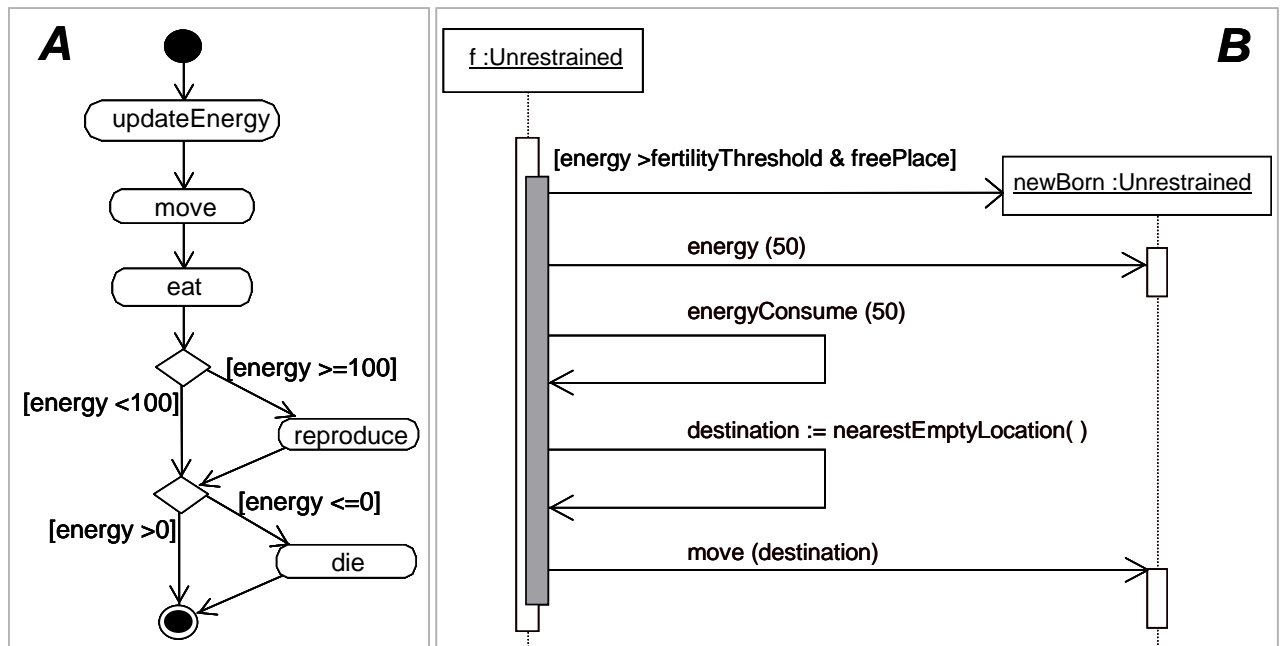 A
updateEnergy
move
eat
[energy >=100]
[energy <100]
reproduce
[energy <=0]
[energy >0]
die
B
f :Unrestrained
[energy >fertilityThreshold & freePlace]
newBorn :Unrestrained
energy (50)
energyConsume (50)
destination := nearestEmptyLocation( )
move (destination)